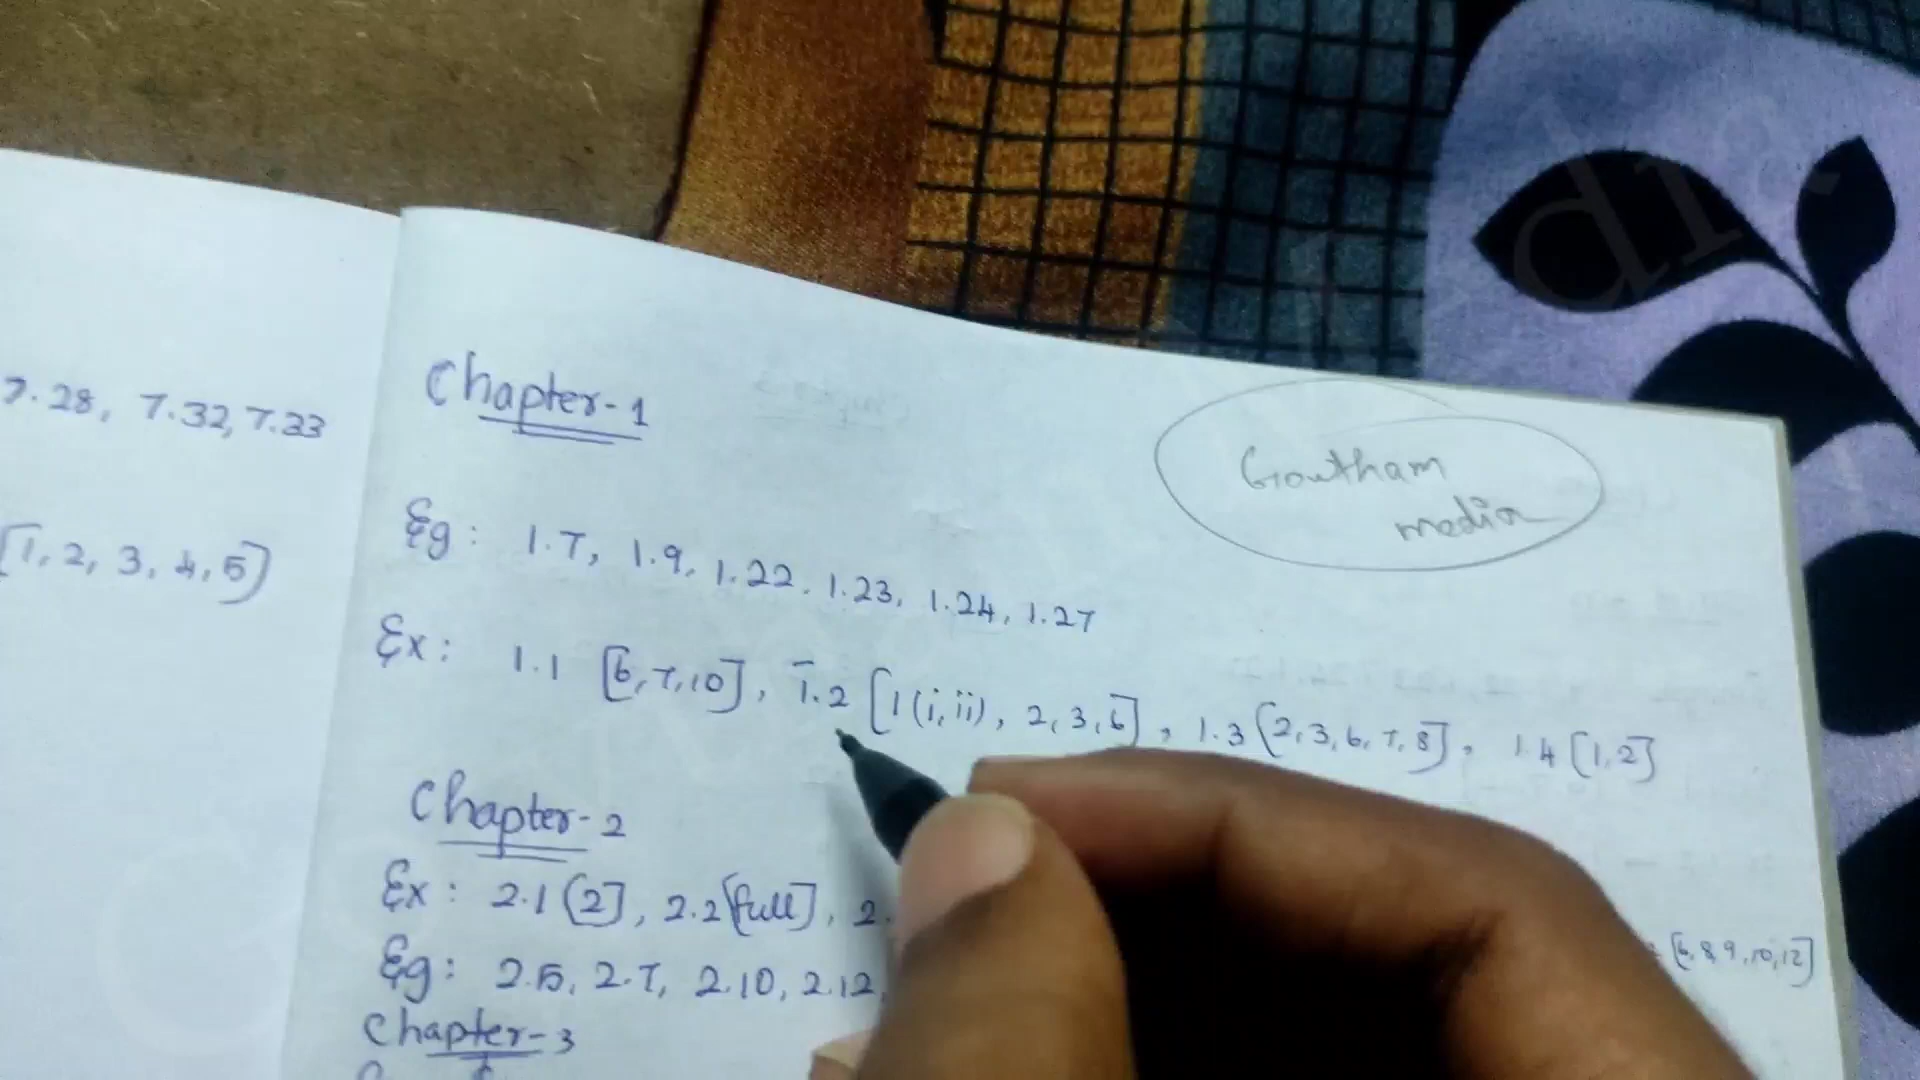 7.28, 7.32, 7.33
[1, 2, 3, 4, 5]
Chapter-1
Goutham
media
Eg: 1.7, 1.9, 1.22, 1.23, 1.24, 1.27
Ex: 1.1 [6,7,10], 1.2 [1(i,ii), 2,3,6], 1.3 [2,3,6,7,8], 1.4 [1,2]
Chapter-2
Ex: 2.1 [2], 2.2 [full], 2.
[6,8,9,10,12]
Eg: 2.5, 2.7, 2.10, 2.12,
Chapter-3